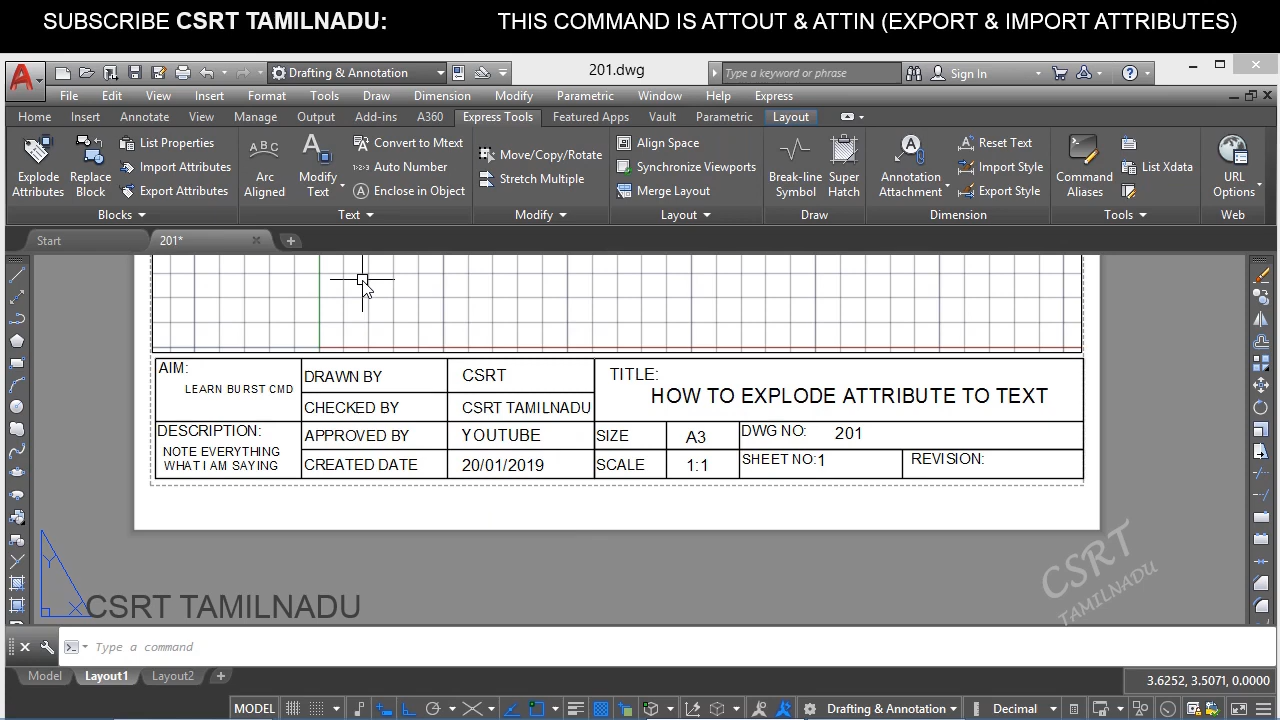 SUBSCRIBE CSRT TAMILNADU: THIS COMMAND IS ATTOUT & ATTIN (EXPORT & IMPORT ATTRIBUTES)
Drafting & Annotation 201.dwg Type a keyword or phrase Sign In
File Edit View Insert Format Tools Draw Dimension Modify Parametric Window Help Express
Home Insert Annotate View Manage Output Add-ins A360 Express Tools Featured Apps Vault Parametric Layout
Explode Attributes
Replace Block
List Properties
Import Attributes
Export Attributes
Blocks
Arc Aligned
Modify Text
Convert to Mtext
Auto Number
Enclose in Object
Text
Move/Copy/Rotate
Stretch Multiple
Modify
Align Space
Synchronize Viewports
Merge Layout
Layout
Break-line Symbol
Super Hatch
Draw
Annotation Attachment
Reset Text
Import Style
Export Style
Dimension
Command Aliases
List Xdata
Tools
URL Options
Web
Start 201*
AIM:
LEARN BURST CMD
DESCRIPTION:
NOTE EVERYTHING
WHAT I AM SAYING
DRAWN BY CSRT
CHECKED BY CSRT TAMILNADU
APPROVED BY YOUTUBE
CREATED DATE 20/01/2019
TITLE:
HOW TO EXPLODE ATTRIBUTE TO TEXT
SIZE A3 DWG NO: 201
SCALE 1:1 SHEET NO:1 REVISION:
Y
X
CSRT TAMILNADU
CSRT
TAMILNADU
Type a command
Model Layout1 Layout2
3.6252, 3.5071, 0.0000
MODEL Drafting & Annotation Decimal